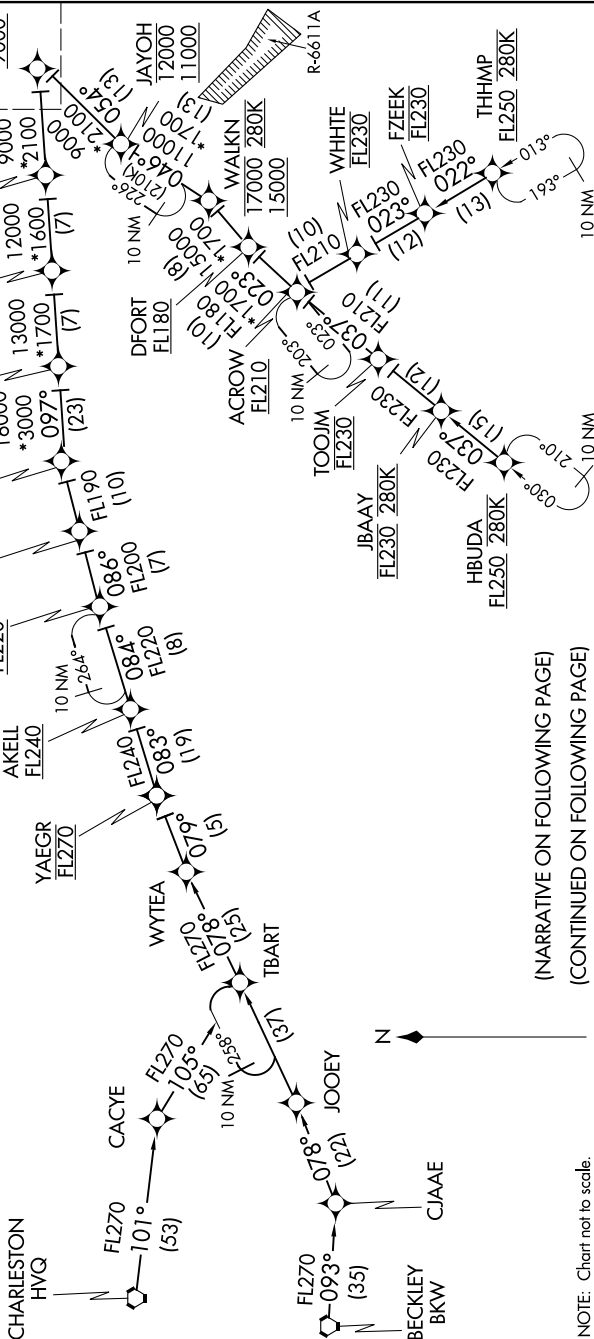 CHARLESTON
HVQ
FL270
101°
(53)
CACYE
FL270
105°
(65)
BECKLEY
BKW
FL270
093°
(35)
CJAAE
078°
(22)
JOOEY
(37)
10 NM
258°
TBART
FL270
078°
(25)
WYTEA
079°
(5)
YAEGR
FL270
FL240
083°
(19)
AKELL
FL240
10 NM
264°
084°
FL220
(8)
086°
FL200
(7)
FL190
(10)
*3000
097°
(23)
13000
*1700
(7)
12000
*1600
(7)
9000
*2100
9000
*2100
054°
(13)
JAYOH
12000
11000
R-6611A
10 NM
226°
(210K)
046°
11000
*1700
(13)
WALKN
17000 280K
15000
15000
*1700
(8)
DFORT
FL180
023°
FL180
*1700
(10)
ACROW
FL210
10 NM
203°
023°
(10)
FL210
WHHTE
FL230
FL230
023°
(12)
FZEEK
FL230
FL230
022°
(13)
THHMP
FL250 280K
013°
193°
10 NM
037°
FL210
(11)
TOOJM
FL230
FL230
(12)
JBAAY
FL230 280K
037°
FL230
(15)
HBUDA
FL250 280K
030°
210°
10 NM
N
(NARRATIVE ON FOLLOWING PAGE)
(CONTINUED ON FOLLOWING PAGE)
NOTE: Chart not to scale.